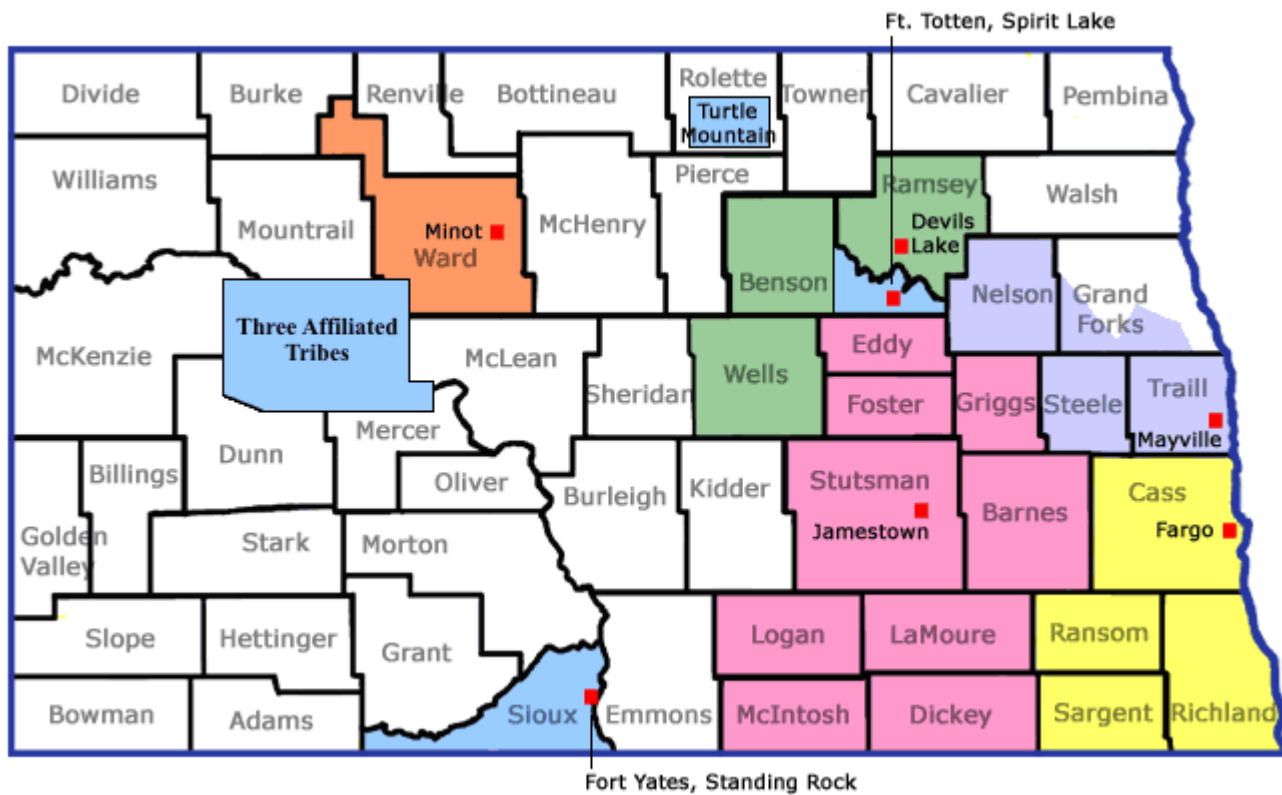 Ft. Totten, Spirit Lake
Divide
Burke
Renville
Bottineau
Rolette
Turtle
Mountain
Towner
Cavalier
Pembina
Williams
Mountrail
Minot
Ward
McHenry
Pierce
Benson
Ramsey
Devils
Lake
Walsh
Nelson
Grand
Forks
McKenzie
Three Affiliated
Tribes
McLean
Sheridan
Wells
Eddy
Foster
Griggs
Steele
Traill
Mayville
Golden
Valley
Billings
Dunn
Mercer
Oliver
Burleigh
Kidder
Stutsman
Jamestown
Barnes
Cass
Fargo
Stark
Morton
Slope
Hettinger
Grant
Logan
LaMoure
Ransom
Bowman
Adams
Sioux
Emmons
McIntosh
Dickey
Sargent
Richland
Fort Yates, Standing Rock